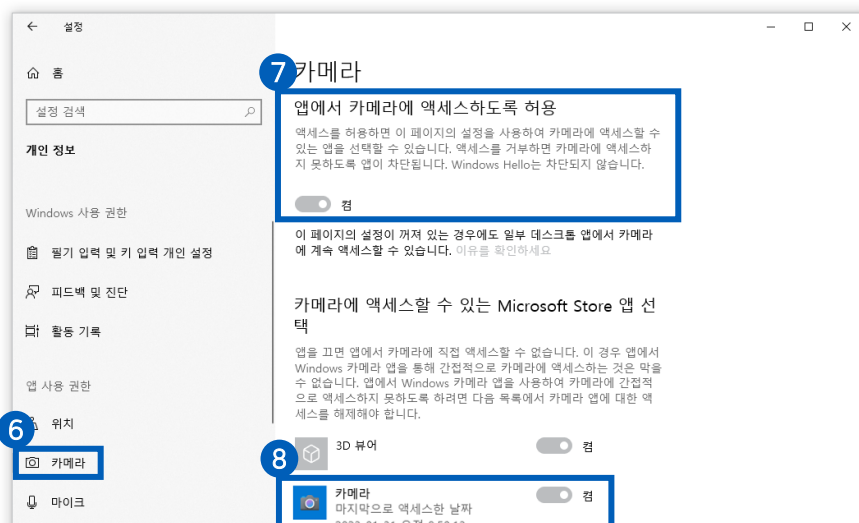 설정
홈
설정 검색
개인 정보
Windows 사용 권한
필기 입력 및 키 입력 개인 설정
피드백 및 진단
활동 기록
앱 사용 권한
위치
6
카메라
마이크
7
카메라
앱에서 카메라에 액세스하도록 허용
액세스를 허용하면 이 페이지의 설정을 사용하여 카메라에 액세스할 수
있는 앱을 선택할 수 있습니다. 액세스를 거부하면 카메라에 액세스하
지 못하도록 앱이 차단됩니다. Windows Hello는 차단되지 않습니다.
켬
이 페이지의 설정이 꺼져 있는 경우에도 일부 데스크톱 앱에서 카메라
에 계속 액세스할 수 있습니다. 이유를 확인하세요
카메라에 액세스할 수 있는 Microsoft Store 앱 선
택
앱을 끄면 앱에서 카메라에 직접 액세스할 수 없습니다. 이 경우 앱에서
Windows 카메라 앱을 통해 간접적으로 카메라에 액세스하는 것은 막을
수 없습니다. 앱에서 Windows 카메라 앱을 사용하여 카메라에 간접적
으로 액세스하지 못하도록 하려면 다음 목록에서 카메라 앱에 대한 액
세스를 해제해야 합니다.
3D 뷰어 켬
8
카메라 켬
마지막으로 액세스한 날짜